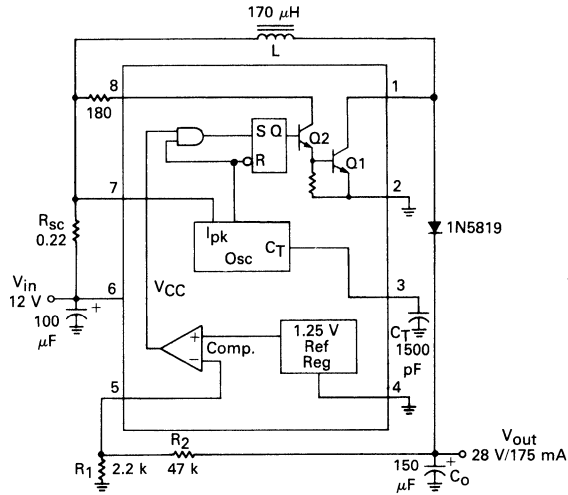 170 μH
L
8
1
180
S Q
Q2
R
Q1
7
2
Rsc
0.22
Ipk
CT
Osc
1N5819
3
Vin
12 V
6
VCC
+
100
μF
CT
1500
pF
+
−
Comp.
1.25 V
Ref
Reg
5
4
R2
47 k
R1
2.2 k
Vout
28 V/175 mA
150
μF
+
Co